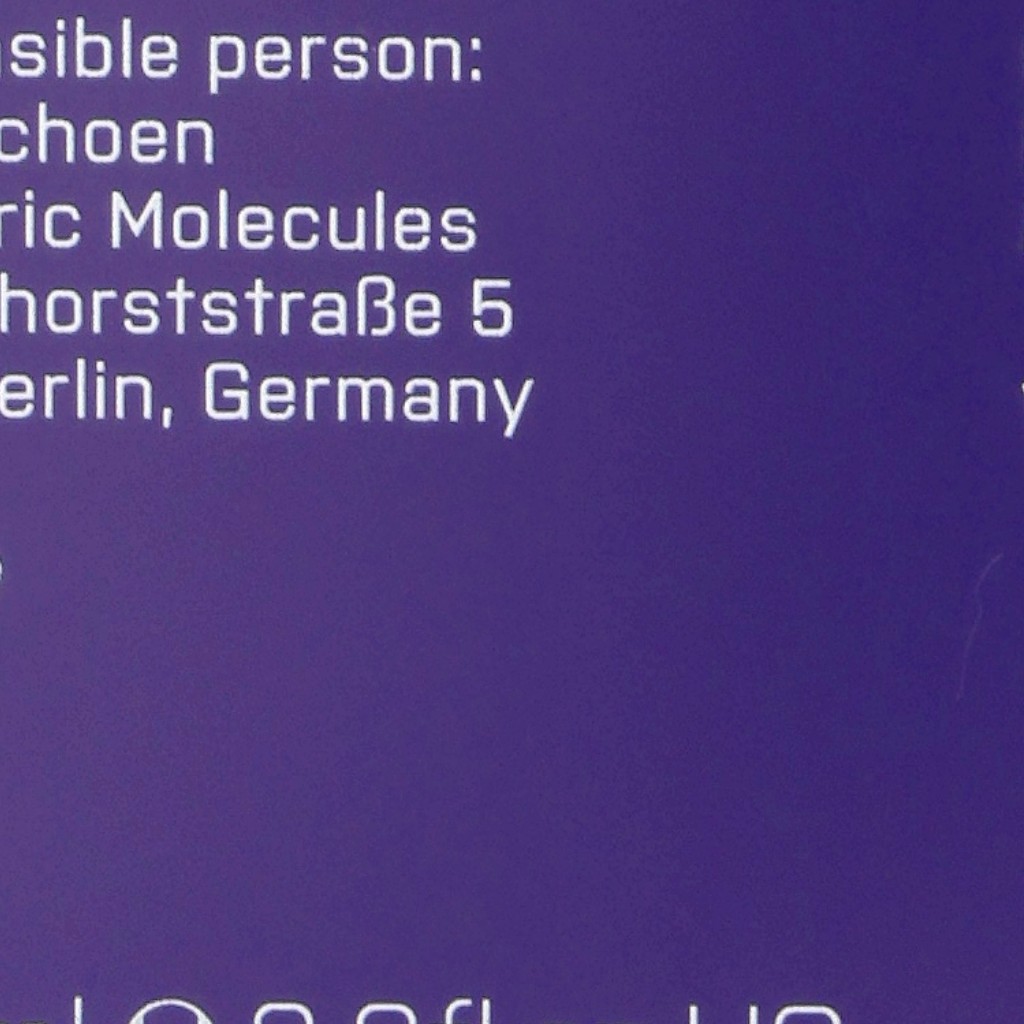 sible person:
choen
ric Molecules
horststraße 5
erlin, Germany